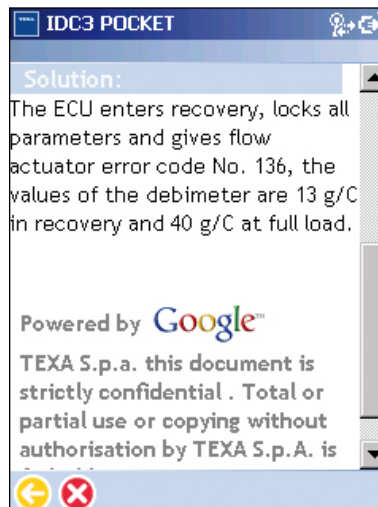 TEXA IDC3 POCKET
Solution:
The ECU enters recovery, locks all
parameters and gives flow
actuator error code No. 136, the
values of the debimeter are 13 g/C
in recovery and 40 g/C at full load.
Powered by Google™
TEXA S.p.a. this document is
strictly confidential . Total or
partial use or copying without
authorisation by TEXA S.p.A. is